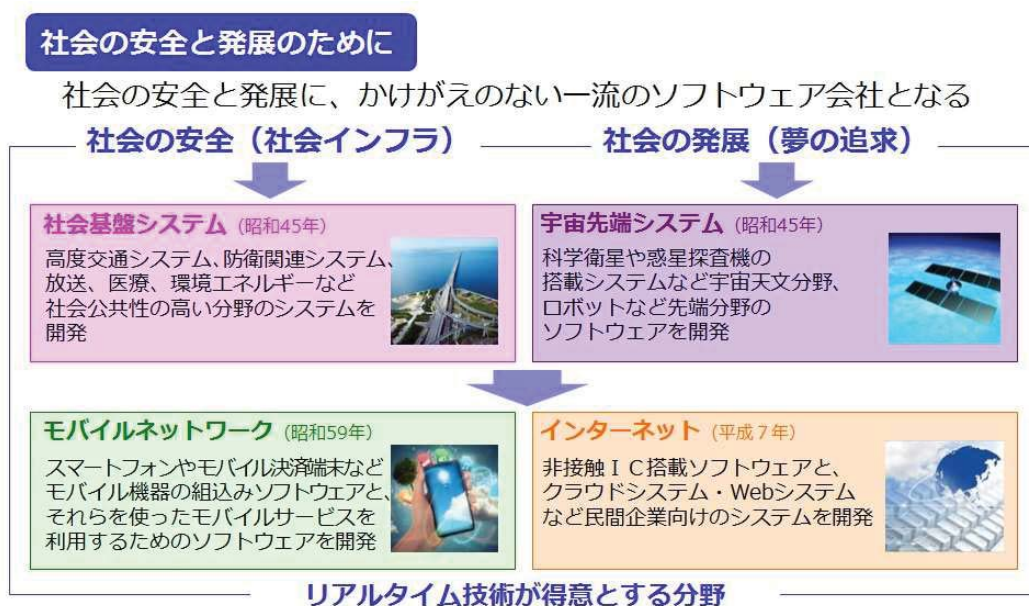 社会の安全と発展のために
社会の安全と発展に、かけがえのない一流のソフトウェア会社となる
社会の安全（社会インフラ）
社会の発展（夢の追求）
社会基盤システム（昭和45年）
高度交通システム、防衛関連システム、
放送、医療、環境エネルギーなど
社会公共性の高い分野のシステムを
開発
宇宙先端システム（昭和45年）
科学衛星や惑星探査機の
搭載システムなど宇宙天文分野、
ロボットなど先端分野の
ソフトウェアを開発
モバイルネットワーク（昭和59年）
スマートフォンやモバイル決済端末など
モバイル機器の組込みソフトウェアと、
それらを使ったモバイルサービスを
利用するためのソフトウェアを開発
インターネット（平成７年）
非接触ＩＣ搭載ソフトウェアと、
クラウドシステム・Webシステム
など民間企業向けのシステムを開発
リアルタイム技術が得意とする分野